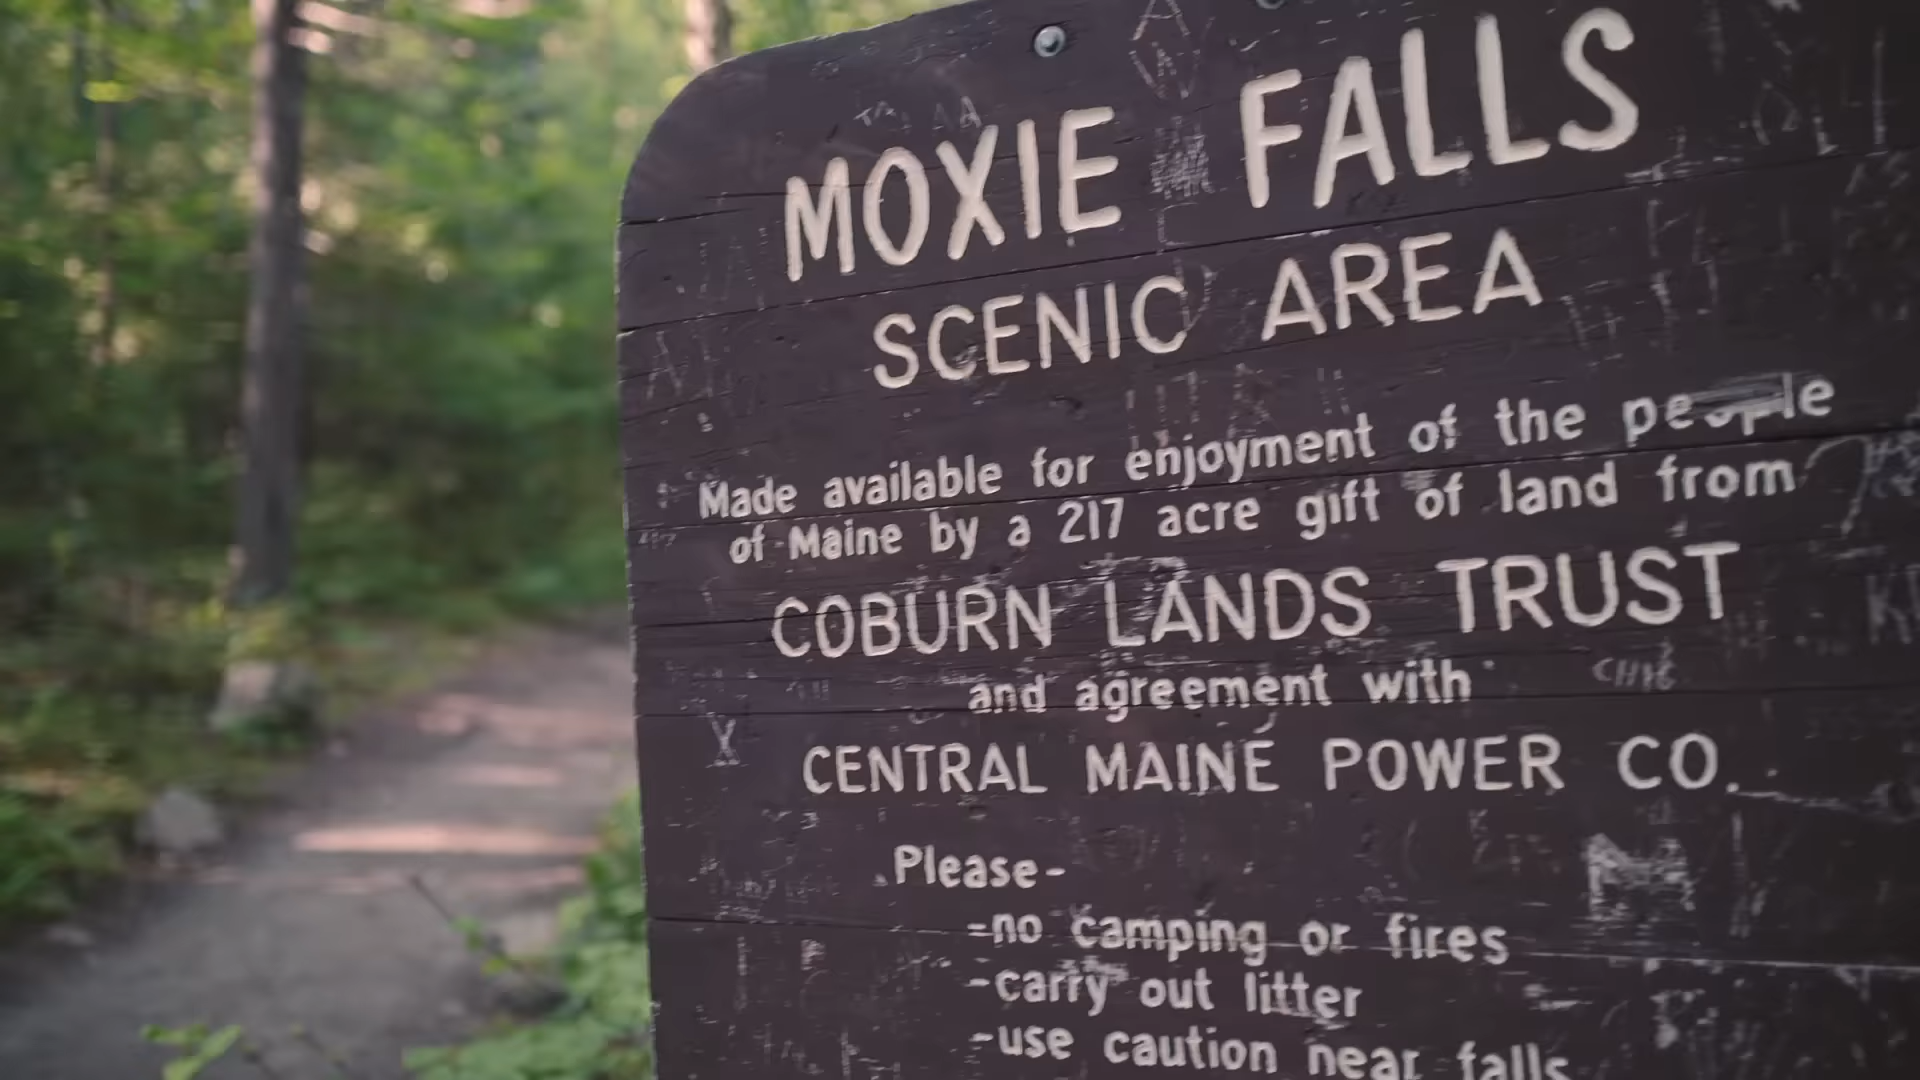 MOXIE FALLS
SCENIC AREA
Made available for enjoyment of the people
of Maine by a 217 acre gift of land from
COBURN LANDS TRUST
and agreement with
CENTRAL MAINE POWER CO.
Please-
-no camping or fires
-carry out litter
-use caution near falls